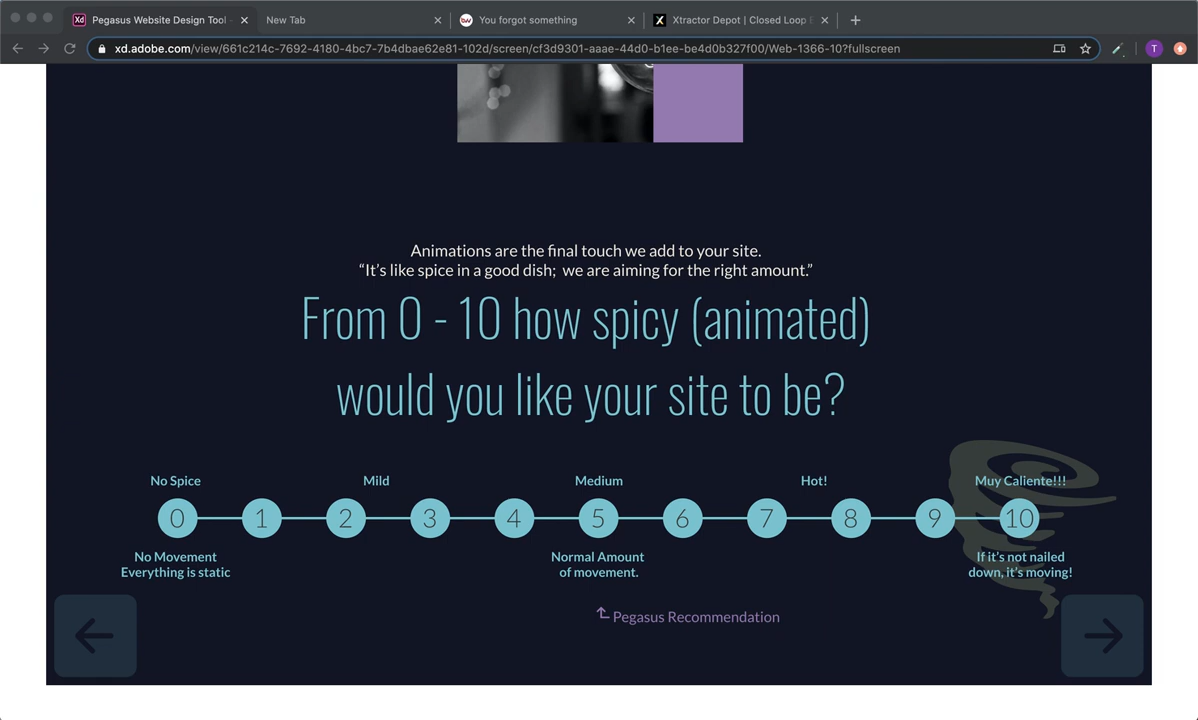 Pegasus Website Design Tool -
New Tab
You forgot something
Xtractor Depot | Closed Loop E
xd.adobe.com/view/661c214c-7692-4180-4bc7-7b4dbae62e81-102d/screen/cf3d9301-aaae-44d0-b1ee-be4d0b327f00/Web-1366-10?fullscreen
T
Animations are the final touch we add to your site.
“It’s like spice in a good dish; we are aiming for the right amount.”
From 0 - 10 how spicy (animated)
would you like your site to be?
No Spice
Mild
Medium
Hot!
Muy Caliente!!!
0 1 2 3 4 5 6 7 8 9 10
No Movement
Everything is static
Normal Amount
of movement.
If it’s not nailed
down, it’s moving!
Pegasus Recommendation